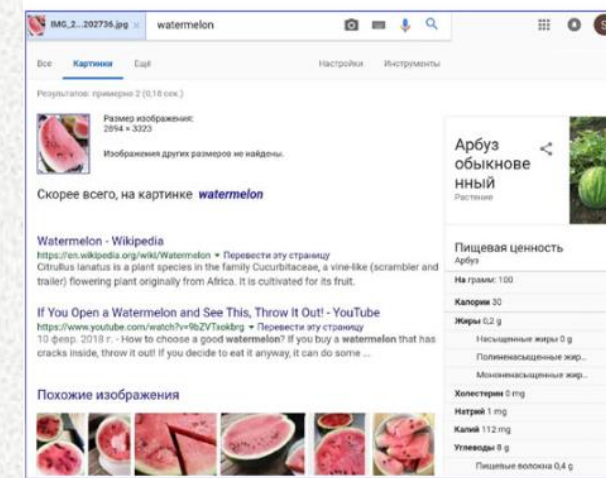 IMG_2...202736.jpg × watermelon
Все Картинки Ещё Настройки Инструменты
Результатов: примерно 2 (0,18 сек.)
Размер изображения:
2894 × 3323
Изображения других размеров не найдены.
Скорее всего, на картинке watermelon
Watermelon - Wikipedia
https://en.wikipedia.org/wiki/Watermelon ▾ Перевести эту страницу
Citrullus lanatus is a plant species in the family Cucurbitaceae, a vine-like (scrambler and
trailer) flowering plant originally from Africa. It is cultivated for its fruit.
If You Open a Watermelon and See This, Throw It Out! - YouTube
https://www.youtube.com/watch?v=9bZVTxokbrg ▾ Перевести эту страницу
10 февр. 2018 г. - How to choose a good watermelon? If you buy a watermelon that has
cracks inside, throw it out! If you decide to eat it anyway, it can do some ...
Похожие изображения
S
Арбуз
обыкнове
нный
Растение
Пищевая ценность
Арбуз
На грамм: 100
Калории 30
Жиры 0,2 g
Насыщенные жиры 0 g
Полиненасыщенные жир...
Мононенасыщенные жир...
Холестерин 0 mg
Натрий 1 mg
Калий 112 mg
Углеводы 8 g
Пищевые волокна 0,4 g